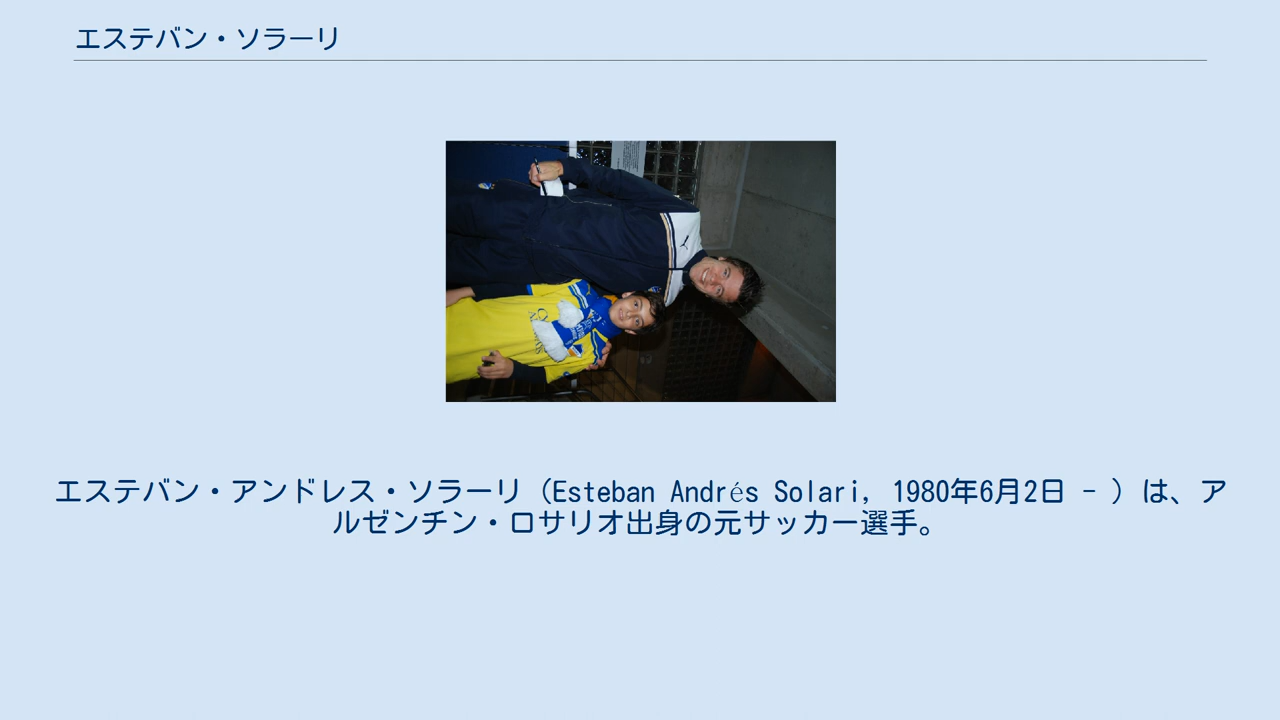 エステバン・ソラーリ
エステバン・アンドレス・ソラーリ（Esteban Andrés Solari, 1980年6月2日 - ）は、ア
ルゼンチン・ロサリオ出身の元サッカー選手。